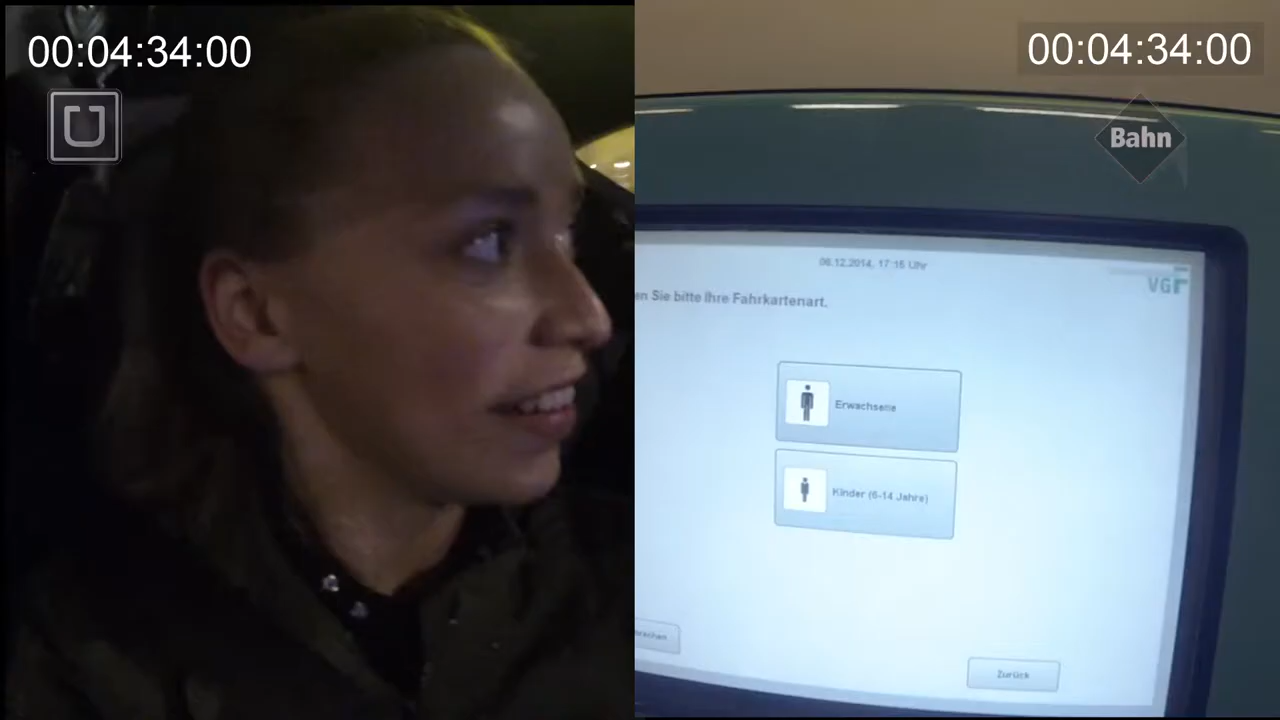 00:04:34:00
00:04:34:00
Bahn
06.12.2014, 17:15 Uhr
VGF
Sie bitte Ihre Fahrkartenart.
Erwachsene
Kinder (6-14 Jahre)
Zurück